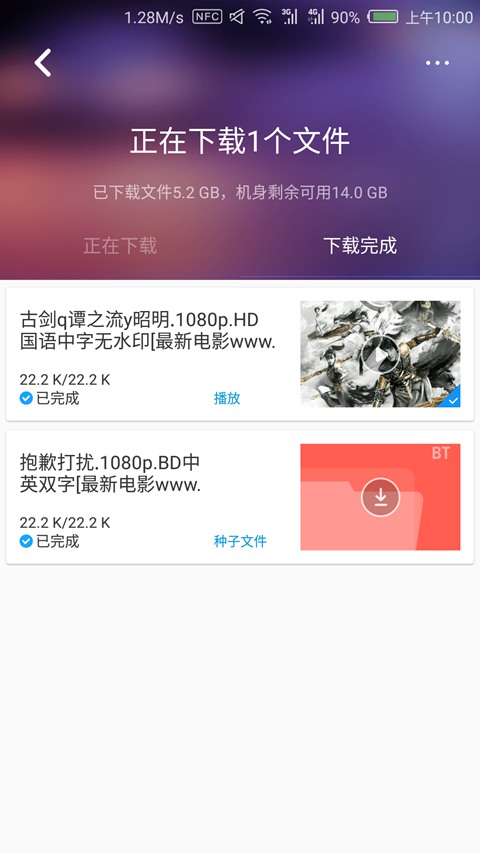 1.28M/s NFC 3G 4G 90% 上午10:00
正在下载1个文件
已下载文件5.2 GB，机身剩余可用14.0 GB
正在下载 下载完成
古剑q谭之流y昭明.1080p.HD
国语中字无水印[最新电影www.
22.2 K/22.2 K
已完成 播放
抱歉打扰.1080p.BD中
英双字[最新电影www.
BT
22.2 K/22.2 K
已完成 种子文件